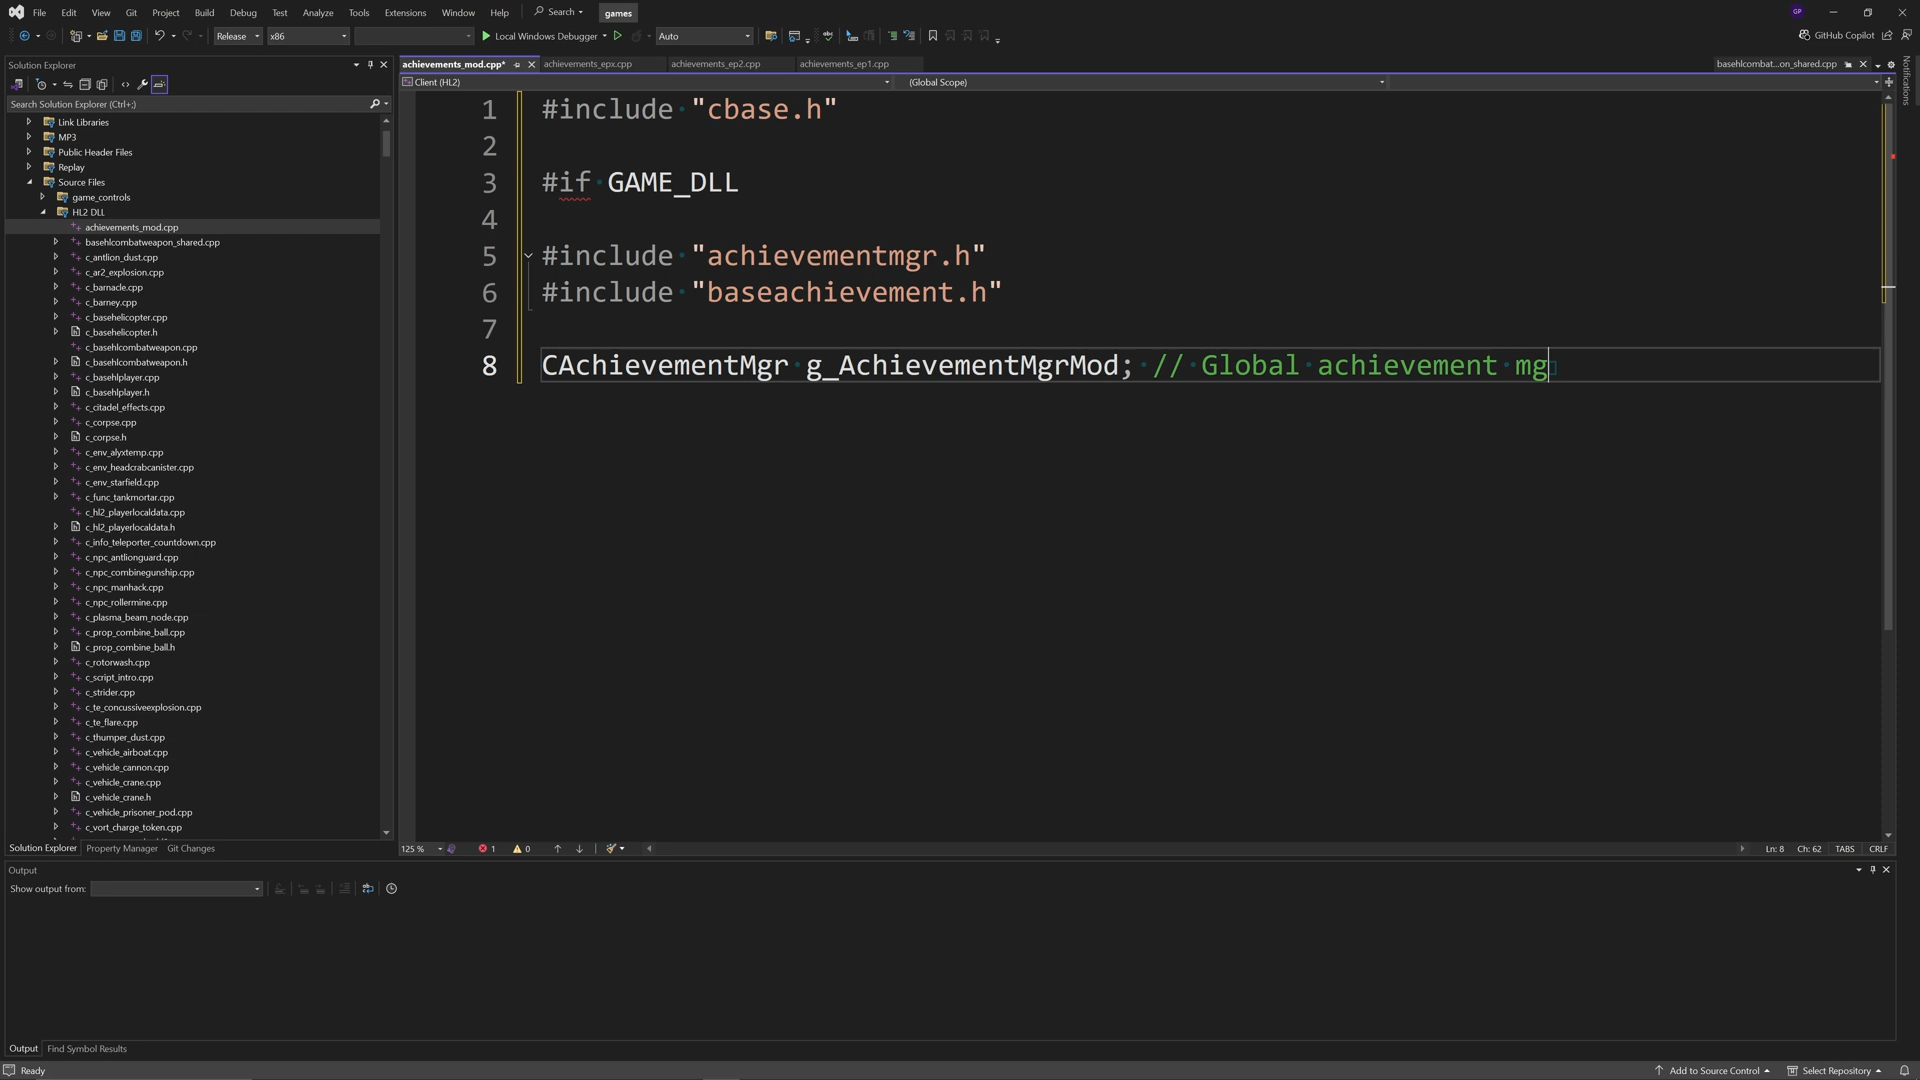 File Edit View Git Project Build Debug Test Analyze Tools Extensions Window Help Search games GP
Release x86 Local Windows Debugger Auto GitHub Copilot
Solution Explorer
Search Solution Explorer (Ctrl+;)
Link Libraries
MP3
Public Header Files
Replay
Source Files
game_controls
HL2 DLL
achievements_mod.cpp
basehlcombatweapon_shared.cpp
c_antlion_dust.cpp
c_ar2_explosion.cpp
c_barnacle.cpp
c_barney.cpp
c_basehelicopter.cpp
c_basehelicopter.h
c_basehlcombatweapon.cpp
c_basehlcombatweapon.h
c_basehlplayer.cpp
c_basehlplayer.h
c_citadel_effects.cpp
c_corpse.cpp
c_corpse.h
c_env_alyxtemp.cpp
c_env_headcrabcanister.cpp
c_env_starfield.cpp
c_func_tankmortar.cpp
c_hl2_playerlocaldata.cpp
c_hl2_playerlocaldata.h
c_info_teleporter_countdown.cpp
c_npc_antlionguard.cpp
c_npc_combinegunship.cpp
c_npc_manhack.cpp
c_npc_rollermine.cpp
c_plasma_beam_node.cpp
c_prop_combine_ball.cpp
c_prop_combine_ball.h
c_rotorwash.cpp
c_script_intro.cpp
c_strider.cpp
c_te_concussiveexplosion.cpp
c_te_flare.cpp
c_thumper_dust.cpp
c_vehicle_airboat.cpp
c_vehicle_cannon.cpp
c_vehicle_crane.cpp
c_vehicle_crane.h
c_vehicle_prisoner_pod.cpp
c_vort_charge_token.cpp
Solution Explorer Property Manager Git Changes
achievements_mod.cpp* achievements_epx.cpp achievements_ep2.cpp achievements_ep1.cpp basehlcombat...on_shared.cpp
Client (HL2) (Global Scope)
1 #include "cbase.h"
2
3 #if GAME_DLL
4
5 #include "achievementmgr.h"
6 #include "baseachievement.h"
7
8 CAchievementMgr g_AchievementMgrMod; // Global achievement mg
125 % 1 0 Ln: 8 Ch: 62 TABS CRLF
Notifications
Output
Show output from:
Output Find Symbol Results
Ready Add to Source Control Select Repository